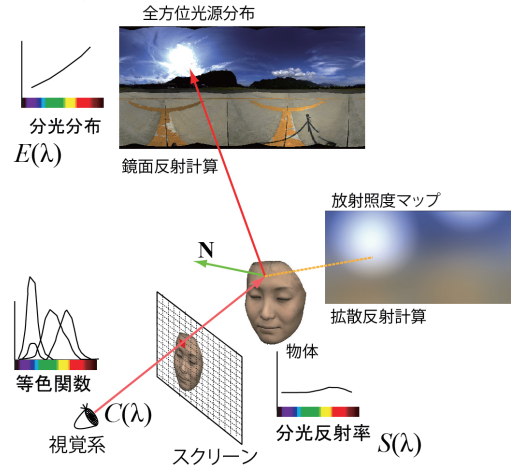 全方位光源分布
分光分布
E(λ)
鏡面反射計算
放射照度マップ
N
拡散反射計算
物体
等色関数
C(λ)
視覚系
スクリーン
分光反射率
S(λ)